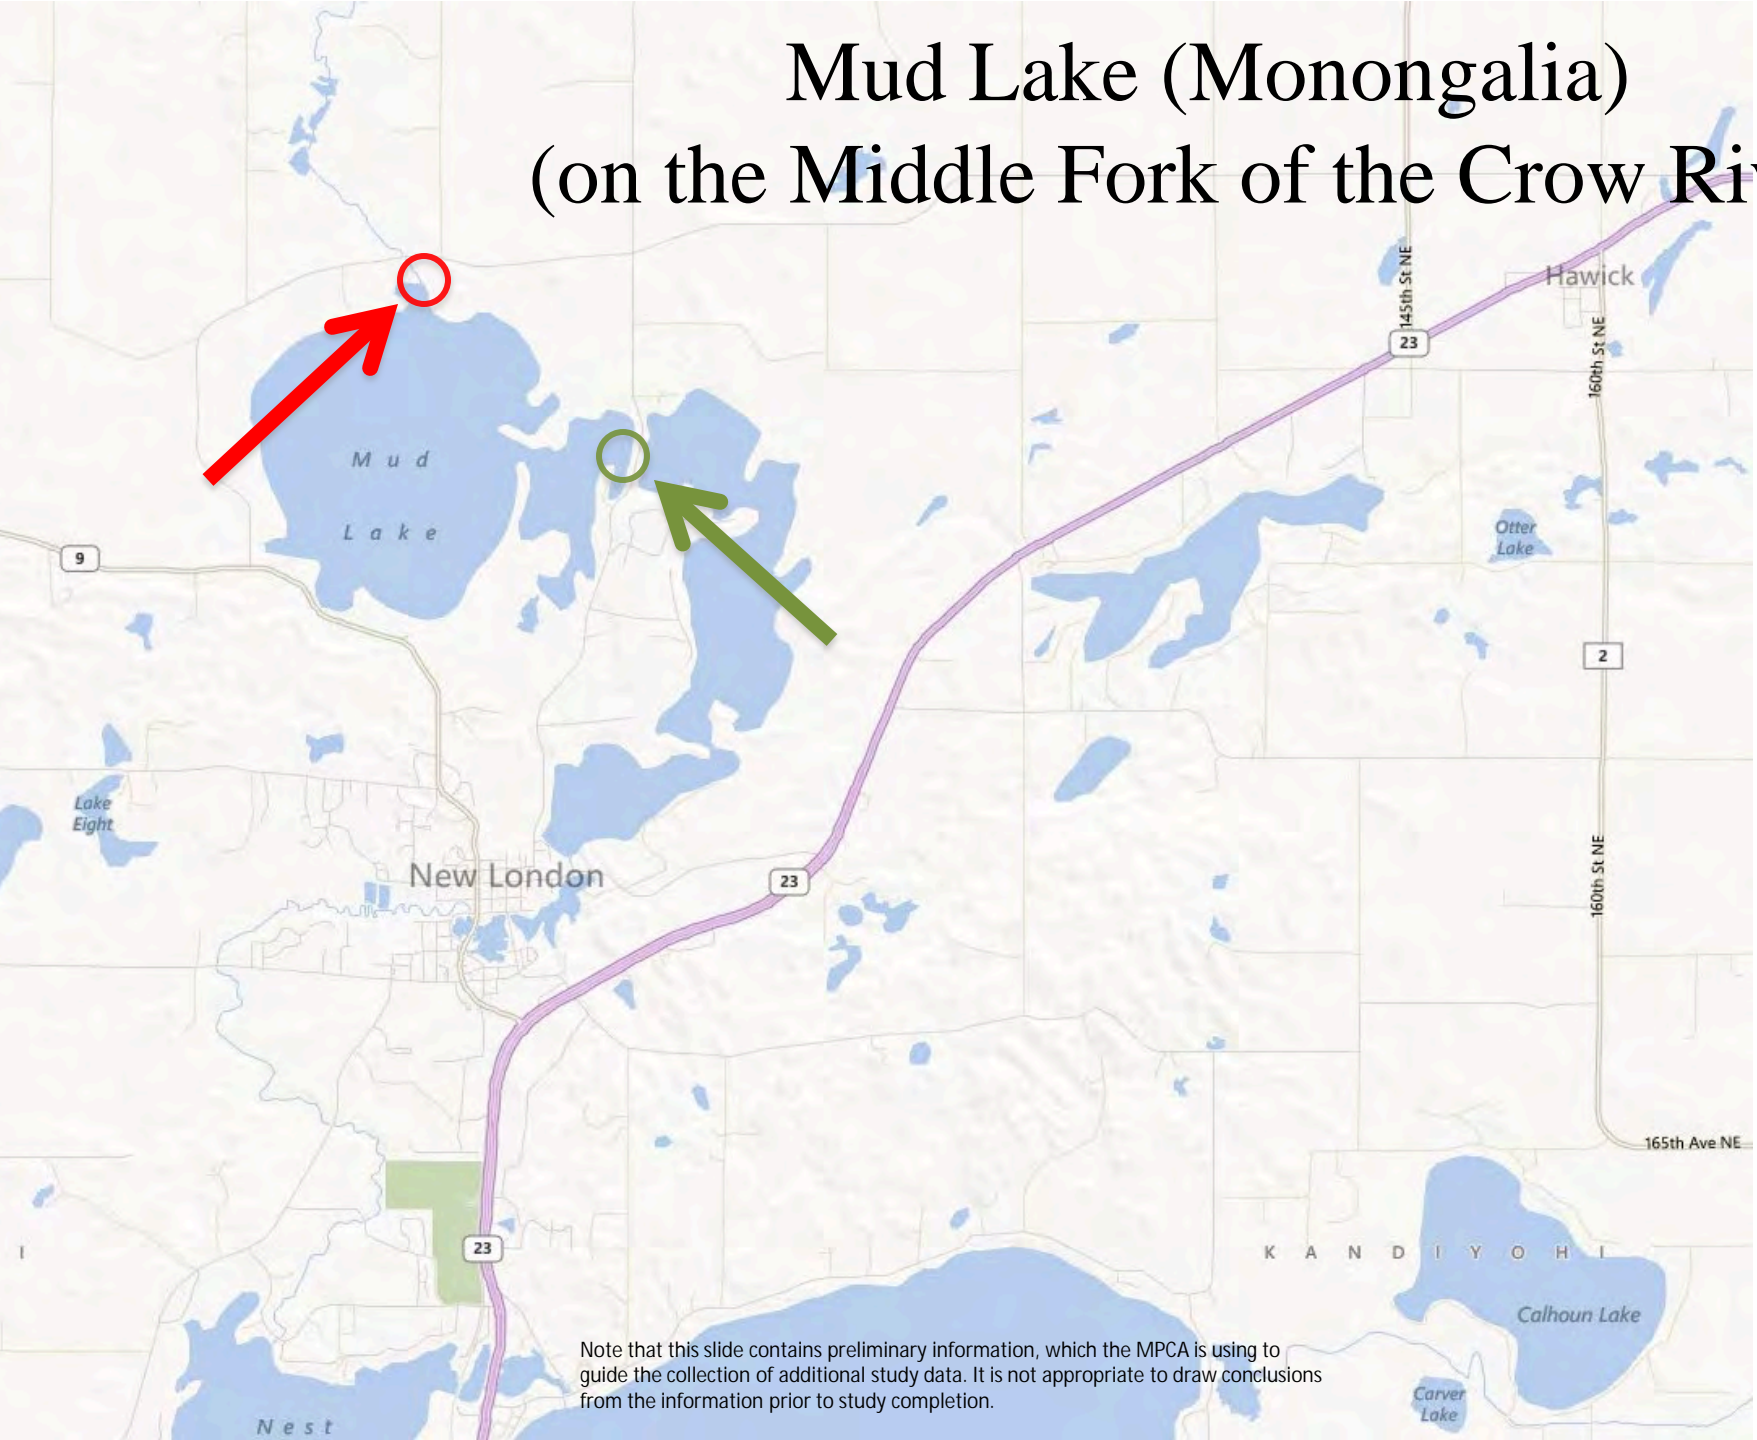 Mud Lake (Monongalia)
(on the Middle Fork of the Crow Riv
145th St NE
Hawick
23
160th St NE
Mud
Lake
9
Otter
Lake
2
Lake
Eight
New London
23
160th St NE
165th Ave NE
23
I
KANDIYOHI
Calhoun Lake
Note that this slide contains preliminary information, which the MPCA is using to
guide the collection of additional study data. It is not appropriate to draw conclusions
from the information prior to study completion.
Carver
Lake
Nest